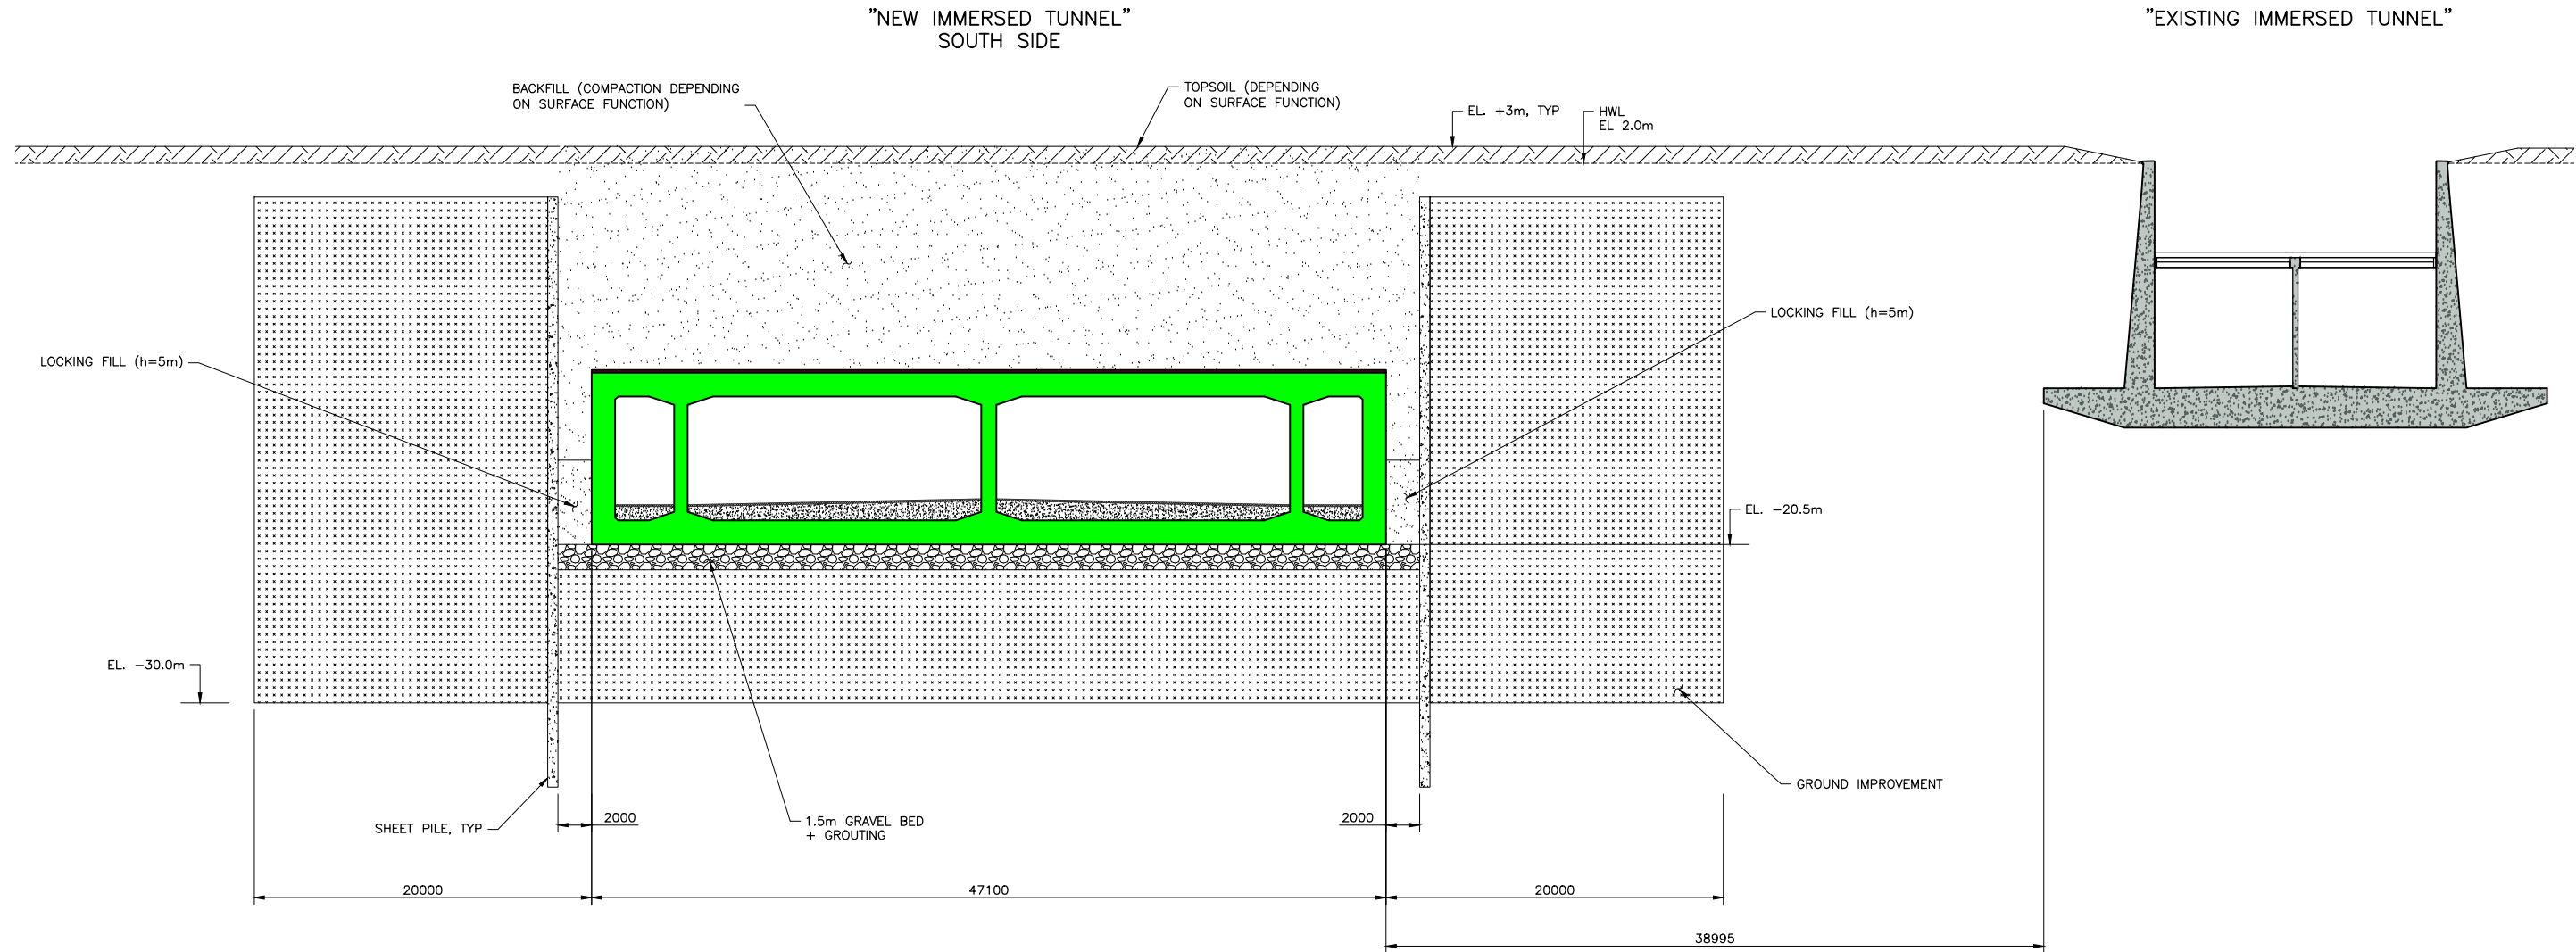 "NEW IMMERSED TUNNEL"
SOUTH SIDE
"EXISTING IMMERSED TUNNEL"
BACKFILL (COMPACTION DEPENDING
ON SURFACE FUNCTION)
TOPSOIL (DEPENDING
ON SURFACE FUNCTION)
EL. +3m, TYP
HWL
EL 2.0m
LOCKING FILL (h=5m)
LOCKING FILL (h=5m)
EL. -20.5m
EL. -30.0m
GROUND IMPROVEMENT
SHEET PILE, TYP
2000
1.5m GRAVEL BED
+ GROUTING
2000
20000
47100
20000
38995